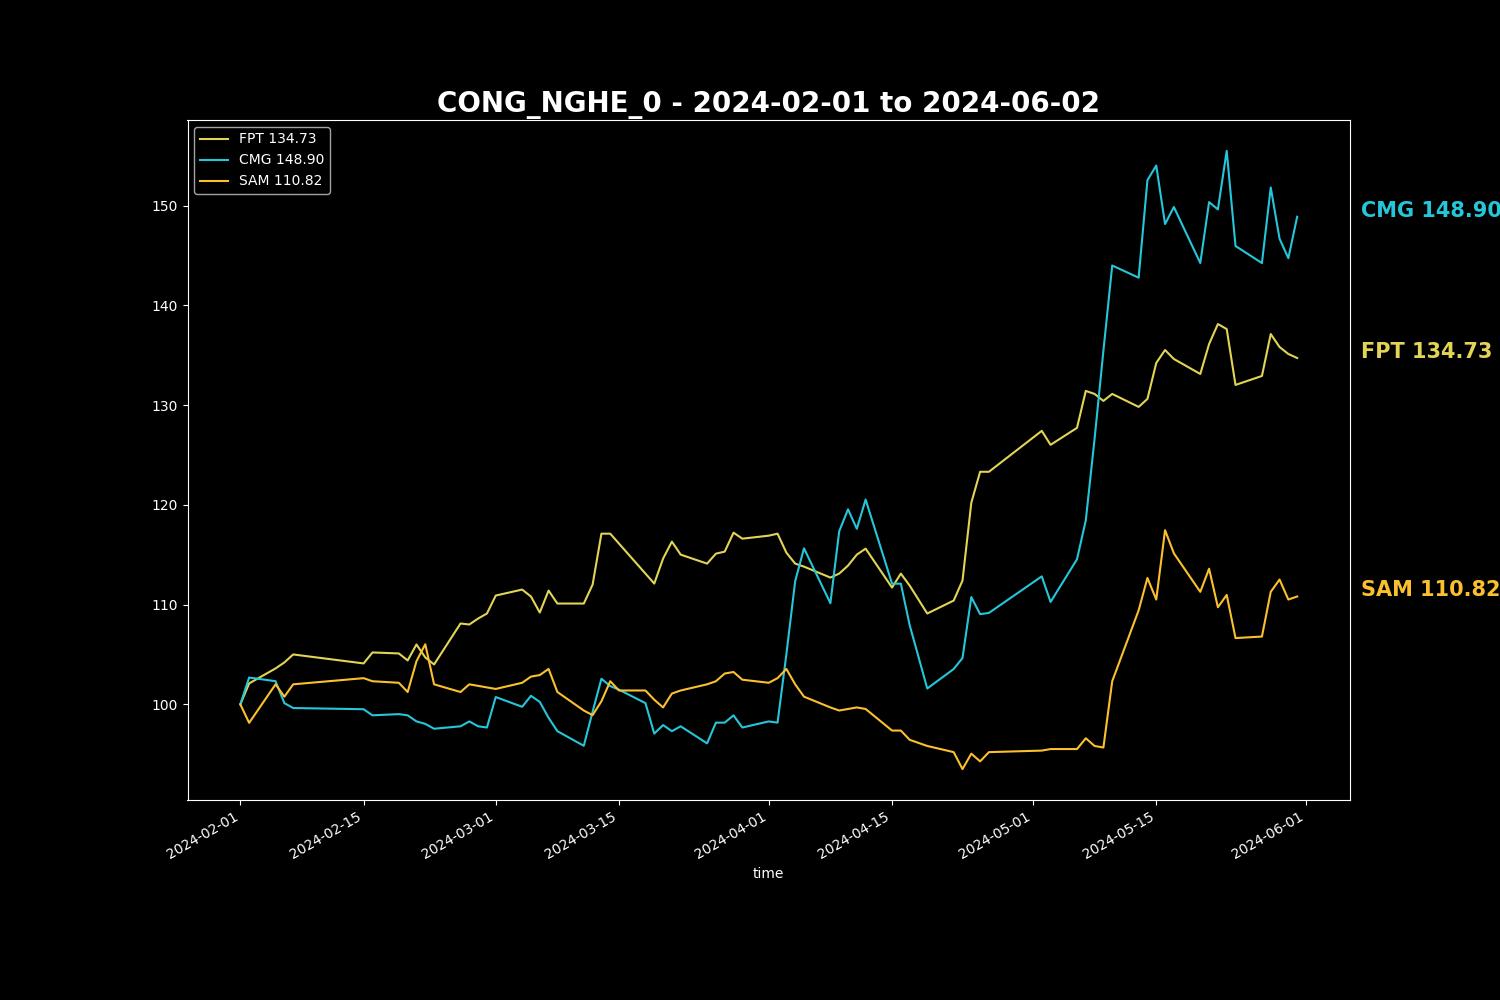 CONG_NGHE_0 - 2024-02-01 to 2024-06-02
FPT 134.73
CMG 148.90
SAM 110.82
150
140
130
120
110
100
CMG 148.90
FPT 134.73
SAM 110.82
2024-02-01
2024-02-15
2024-03-01
2024-03-15
2024-04-01
2024-04-15
2024-05-01
2024-05-15
2024-06-01
time